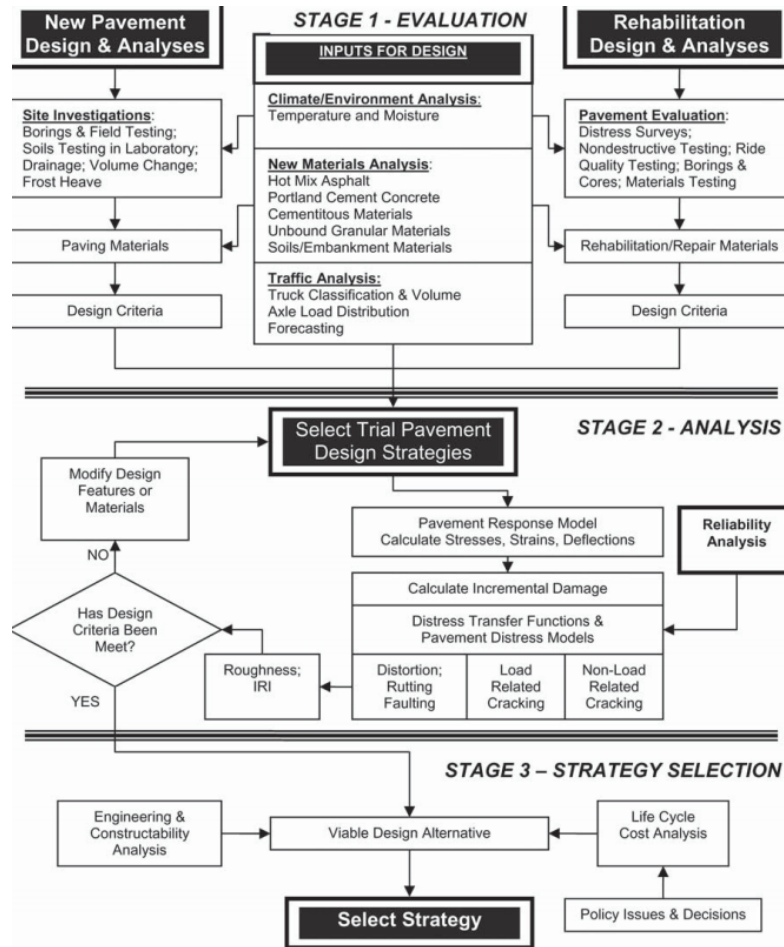 New Pavement
Design & Analyses
STAGE 1 - EVALUATION
INPUTS FOR DESIGN
Rehabilitation
Design & Analyses
Site Investigations:
Borings & Field Testing;
Soils Testing in Laboratory;
Drainage; Volume Change;
Frost Heave
Climate/Environment Analysis:
Temperature and Moisture
Pavement Evaluation:
Distress Surveys;
Nondestructive Testing; Ride
Quality Testing; Borings &
Cores; Materials Testing
New Materials Analysis:
Hot Mix Asphalt
Portland Cement Concrete
Cementitous Materials
Unbound Granular Materials
Soils/Embankment Materials
Paving Materials
Rehabilitation/Repair Materials
Traffic Analysis:
Truck Classification & Volume
Axle Load Distribution
Forecasting
Design Criteria
Design Criteria
STAGE 2 - ANALYSIS
Select Trial Pavement
Design Strategies
Modify Design
Features or
Materials
Pavement Response Model
Calculate Stresses, Strains, Deflections
Reliability
Analysis
NO
Calculate Incremental Damage
Has Design
Criteria Been
Meet?
Distress Transfer Functions &
Pavement Distress Models
Roughness;
IRI
Distortion;
Rutting
Faulting
Load
Related
Cracking
Non-Load
Related
Cracking
YES
STAGE 3 – STRATEGY SELECTION
Engineering &
Constructability
Analysis
Viable Design Alternative
Life Cycle
Cost Analysis
Select Strategy
Policy Issues & Decisions